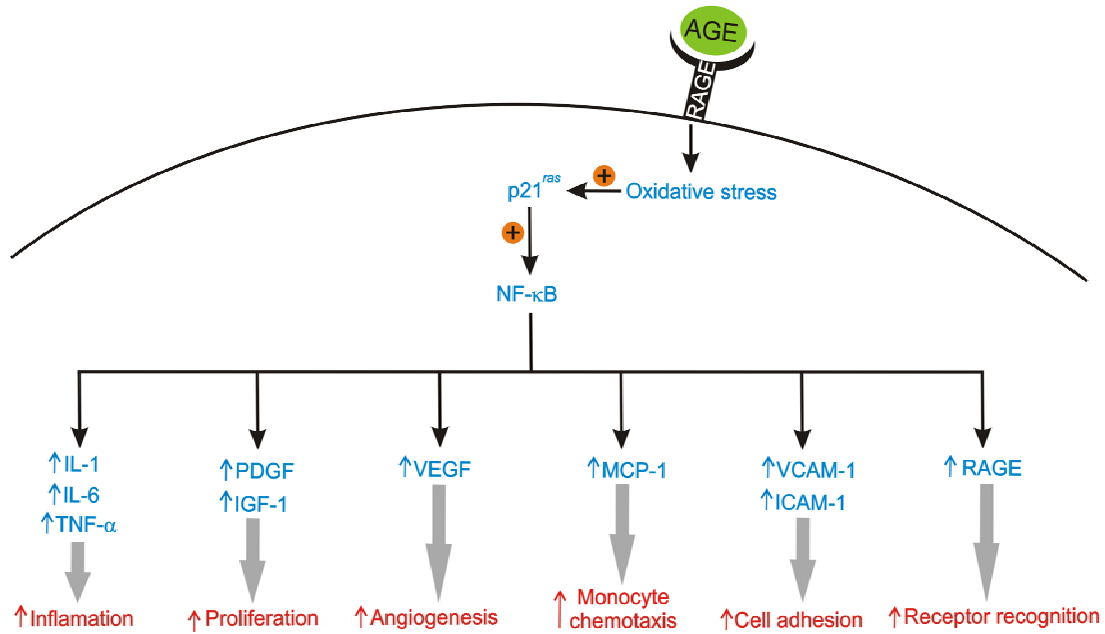 AGE
RAGE
p21ras + Oxidative stress
+
NF-κB
↑IL-1
↑IL-6
↑TNF-α
↑PDGF
↑IGF-1
↑VEGF
↑MCP-1
↑VCAM-1
↑ICAM-1
↑RAGE
↑Inflamation
↑Proliferation
↑Angiogenesis
↑Monocyte
chemotaxis
↑Cell adhesion
↑Receptor recognition